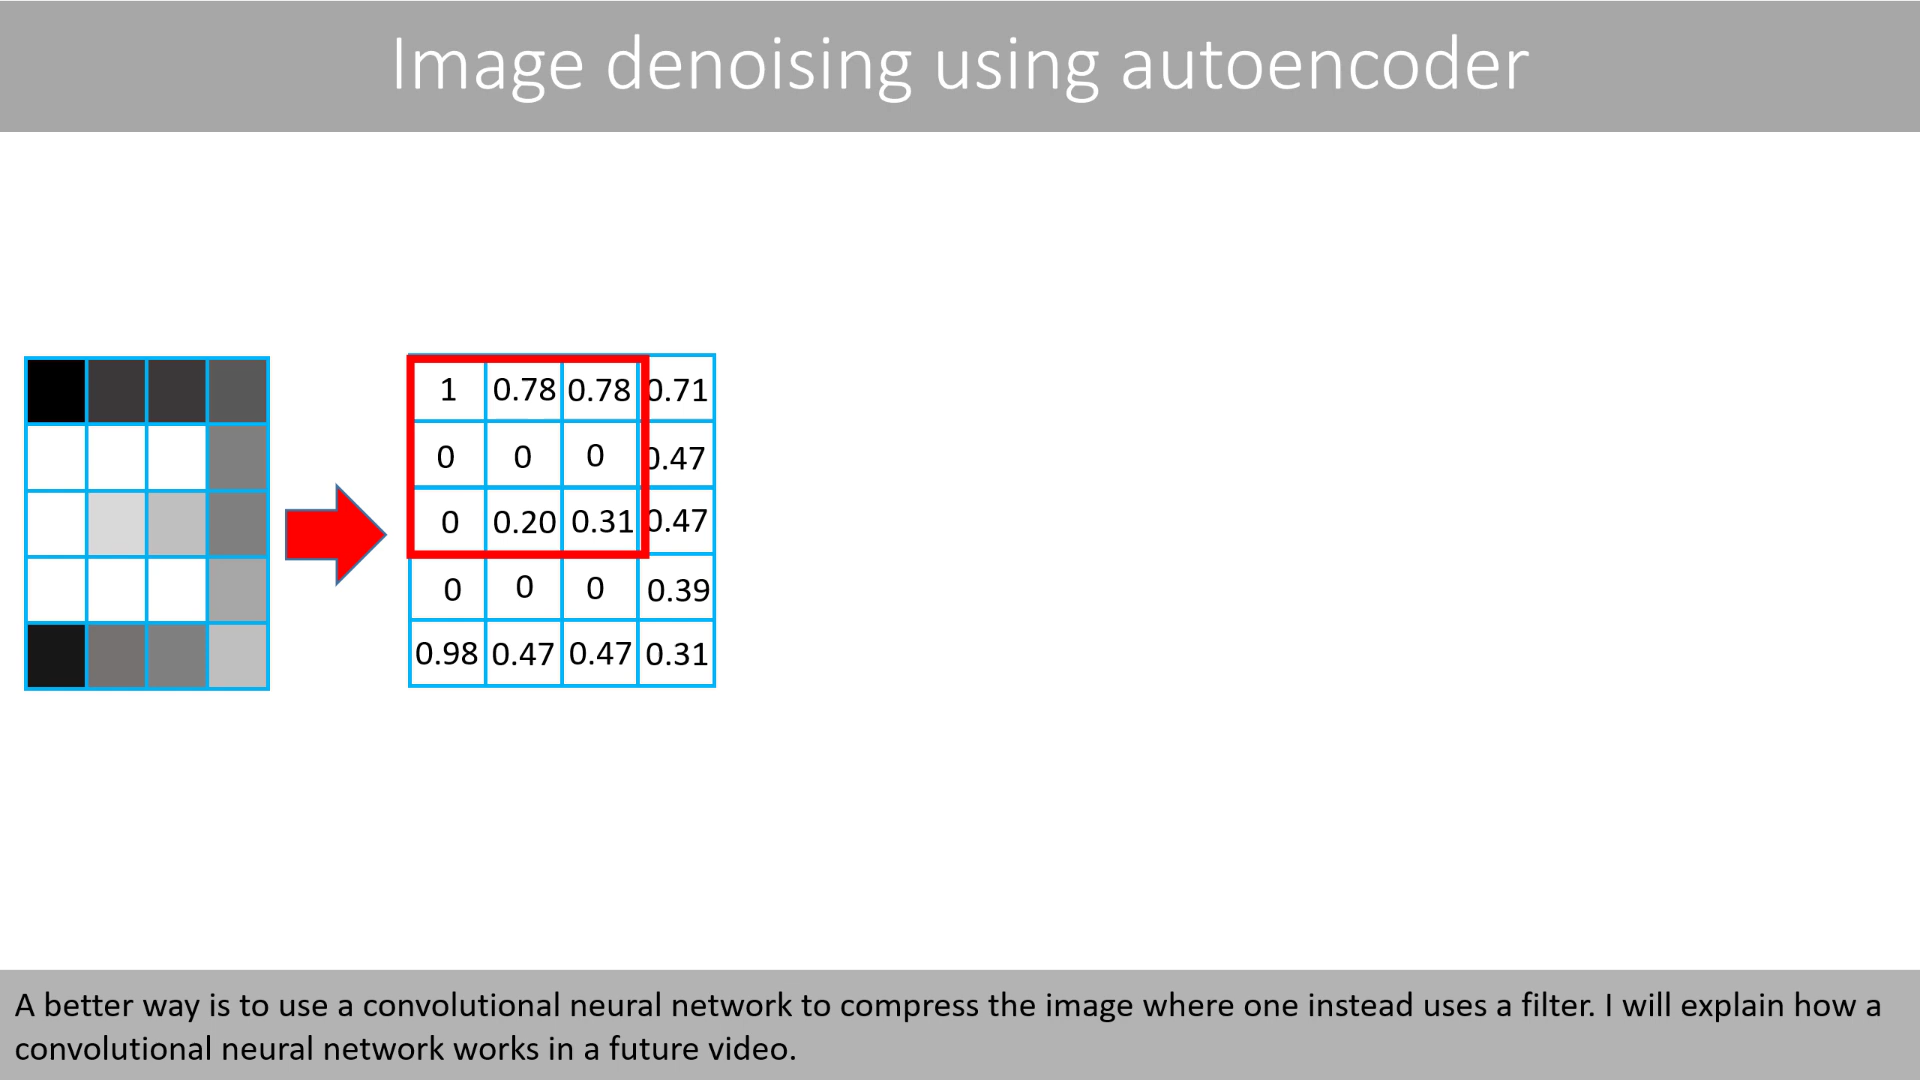 Image denoising using autoencoder
1 0.78 0.78 0.71
0 0 0 0.47
0 0.20 0.31 0.47
0 0 0 0.39
0.98 0.47 0.47 0.31
A better way is to use a convolutional neural network to compress the image where one instead uses a filter. I will explain how a
convolutional neural network works in a future video.